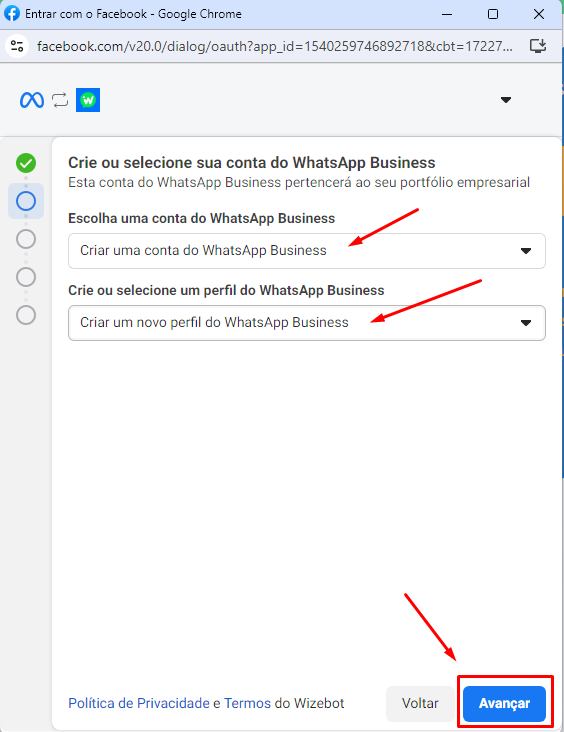 Entrar com o Facebook - Google Chrome
facebook.com/v20.0/dialog/oauth?app_id=1540259746892718&cbt=17227...
Crie ou selecione sua conta do WhatsApp Business
Esta conta do WhatsApp Business pertencerá ao seu portfólio empresarial
Escolha uma conta do WhatsApp Business
Criar uma conta do WhatsApp Business
Crie ou selecione um perfil do WhatsApp Business
Criar um novo perfil do WhatsApp Business
Política de Privacidade e Termos do Wizebot
Voltar
Avançar